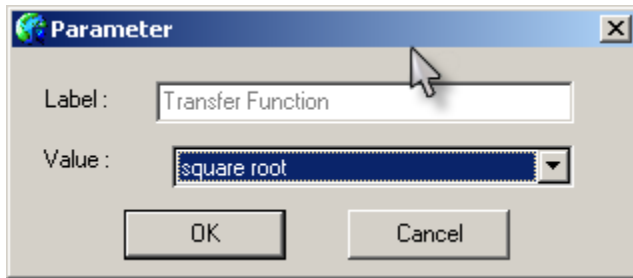 Parameter
Label : Transfer Function
Value : square root
OK Cancel